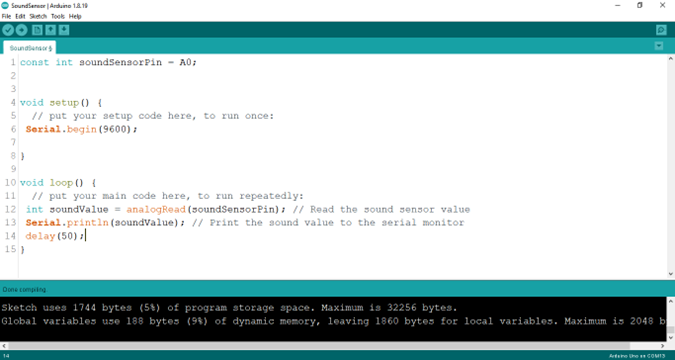 SoundSensor | Arduino 1.8.19
File Edit Sketch Tools Help
SoundSensor §
1 const int soundSensorPin = A0;
2
3
4 void setup() {
5 // put your setup code here, to run once:
6 Serial.begin(9600);
7
8 }
9
10 void loop() {
11 // put your main code here, to run repeatedly:
12 int soundValue = analogRead(soundSensorPin); // Read the sound sensor value
13 Serial.println(soundValue); // Print the sound value to the serial monitor
14 delay(50);
15 }
Done compiling
Sketch uses 1744 bytes (5%) of program storage space. Maximum is 32256 bytes.
Global variables use 188 bytes (9%) of dynamic memory, leaving 1860 bytes for local variables. Maximum is 2048 b
14 Arduino Uno on COM13